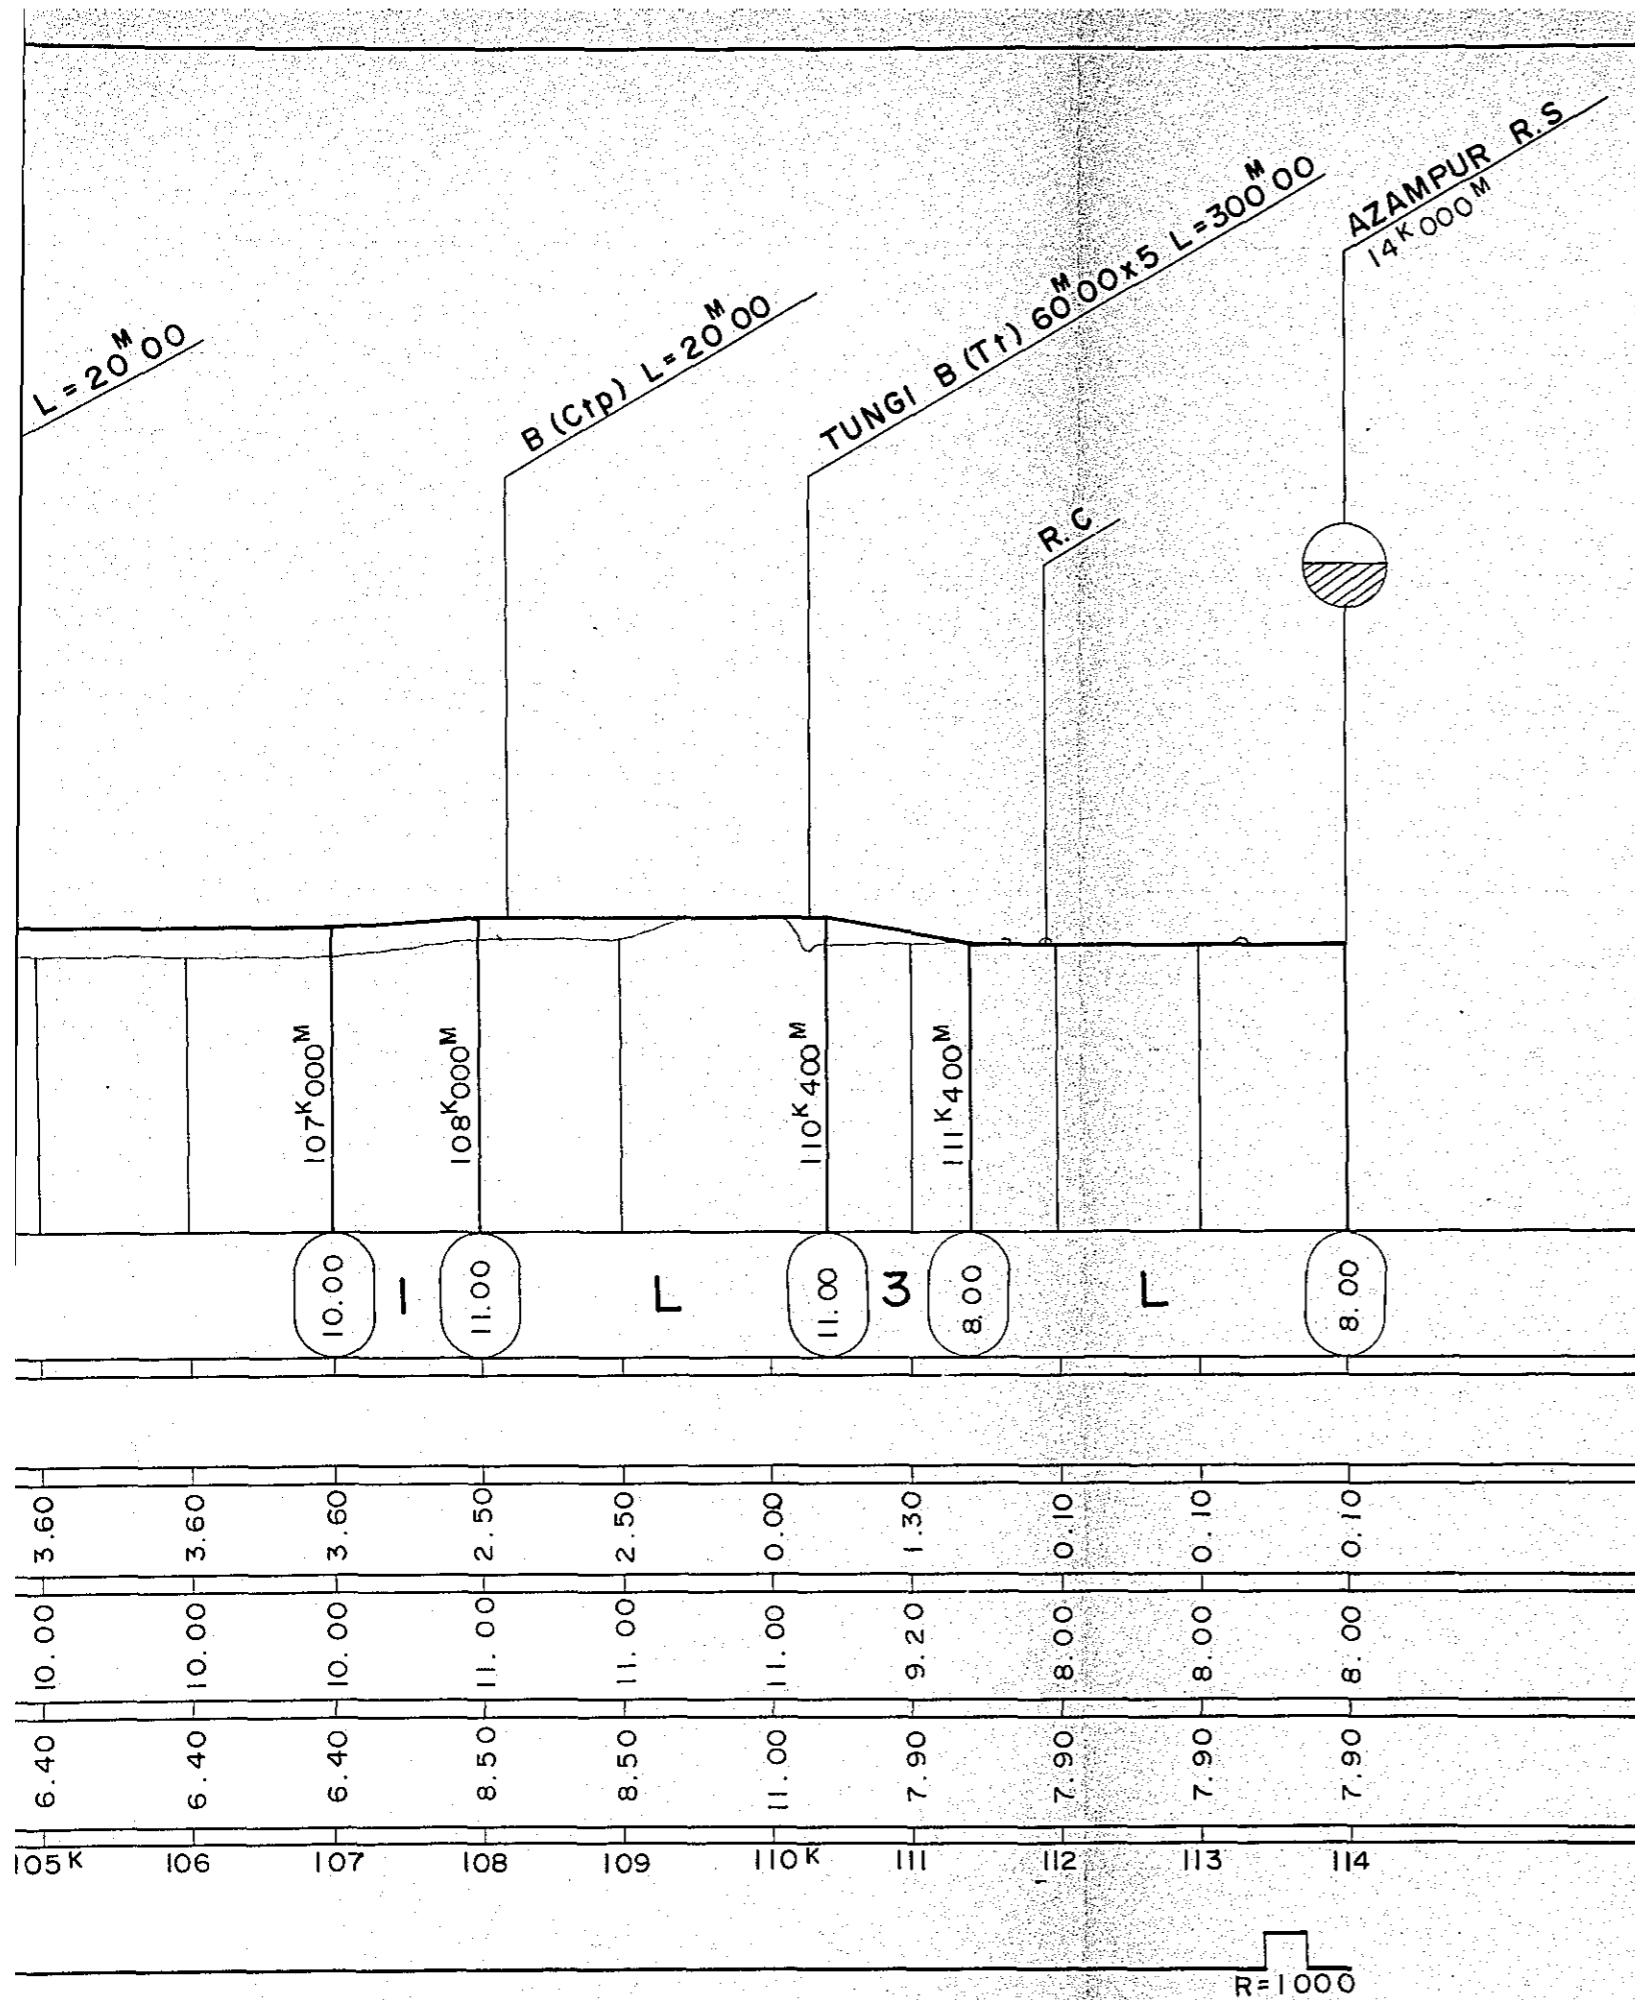 L=20ᴹ00
B (Ctp) L=20ᴹ00
TUNGI B (Tt) 60ᴹ00x5 L=300ᴹ00
R.C
AZAMPUR R.S
14ᴷ000ᴹ
107ᴷ000ᴹ
108ᴷ000ᴹ
110ᴷ400ᴹ
111ᴷ400ᴹ
10.00 1 11.00 L 11.00 3 8.00 L 8.00
3.60 3.60 3.60 2.50 2.50 0.00 1.30 0.10 0.10 0.10
10.00 10.00 10.00 11.00 11.00 11.00 9.20 8.00 8.00 8.00
6.40 6.40 6.40 8.50 8.50 11.00 7.90 7.90 7.90 7.90
105ᴷ 106 107 108 109 110ᴷ 111 112 113 114
R=1000